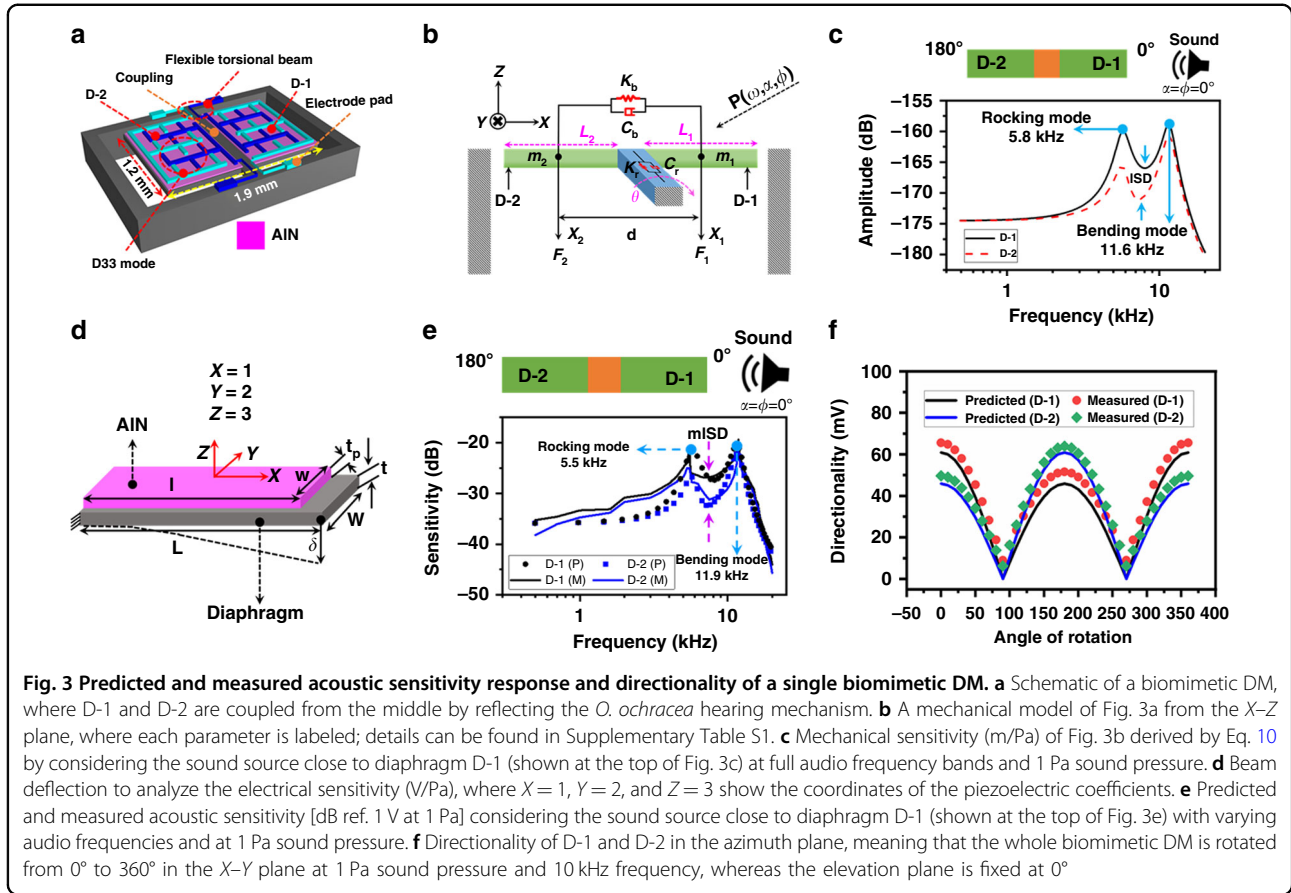 a
Flexible torsional beam
Coupling
D-2
D-1
Electrode pad
1.2 mm
1.9 mm
AlN
D33 mode
b
Z
Y
X
K_b
C_b
P(ω,α,ϕ)
L_2
L_1
m_2
m_1
K_r
C_r
θ
D-2
D-1
X_2
d
X_1
F_2
F_1
c
180°
D-2
D-1
0°
Sound
α=ϕ=0°
Amplitude (dB)
−155
−160
−165
−170
−175
−180
Rocking mode
5.8 kHz
ISD
Bending mode
11.6 kHz
D-1
D-2
1
10
Frequency (kHz)
d
X = 1
Y = 2
Z = 3
AlN
Z
Y
X
t_p
t
w
l
W
L
δ
Diaphragm
e
180°
D-2
D-1
0°
Sound
α=ϕ=0°
Sensitivity (dB)
−20
−30
−40
−50
Rocking mode
5.5 kHz
mISD
Bending mode
11.9 kHz
D-1 (P)
D-2 (P)
D-1 (M)
D-2 (M)
1
10
Frequency (kHz)
f
Directionality (mV)
100
80
60
40
20
0
Predicted (D-1)
Measured (D-1)
Predicted (D-2)
Measured (D-2)
−50 0 50 100 150 200 250 300 350 400
Angle of rotation
Fig. 3 Predicted and measured acoustic sensitivity response and directionality of a single biomimetic DM. a Schematic of a biomimetic DM,
where D-1 and D-2 are coupled from the middle by reflecting the O. ochracea hearing mechanism. b A mechanical model of Fig. 3a from the X–Z
plane, where each parameter is labeled; details can be found in Supplementary Table S1. c Mechanical sensitivity (m/Pa) of Fig. 3b derived by Eq. 10
by considering the sound source close to diaphragm D-1 (shown at the top of Fig. 3c) at full audio frequency bands and 1 Pa sound pressure. d Beam
deflection to analyze the electrical sensitivity (V/Pa), where X = 1, Y = 2, and Z = 3 show the coordinates of the piezoelectric coefficients. e Predicted
and measured acoustic sensitivity [dB ref. 1 V at 1 Pa] considering the sound source close to diaphragm D-1 (shown at the top of Fig. 3e) with varying
audio frequencies and at 1 Pa sound pressure. f Directionality of D-1 and D-2 in the azimuth plane, meaning that the whole biomimetic DM is rotated
from 0° to 360° in the X–Y plane at 1 Pa sound pressure and 10 kHz frequency, whereas the elevation plane is fixed at 0°